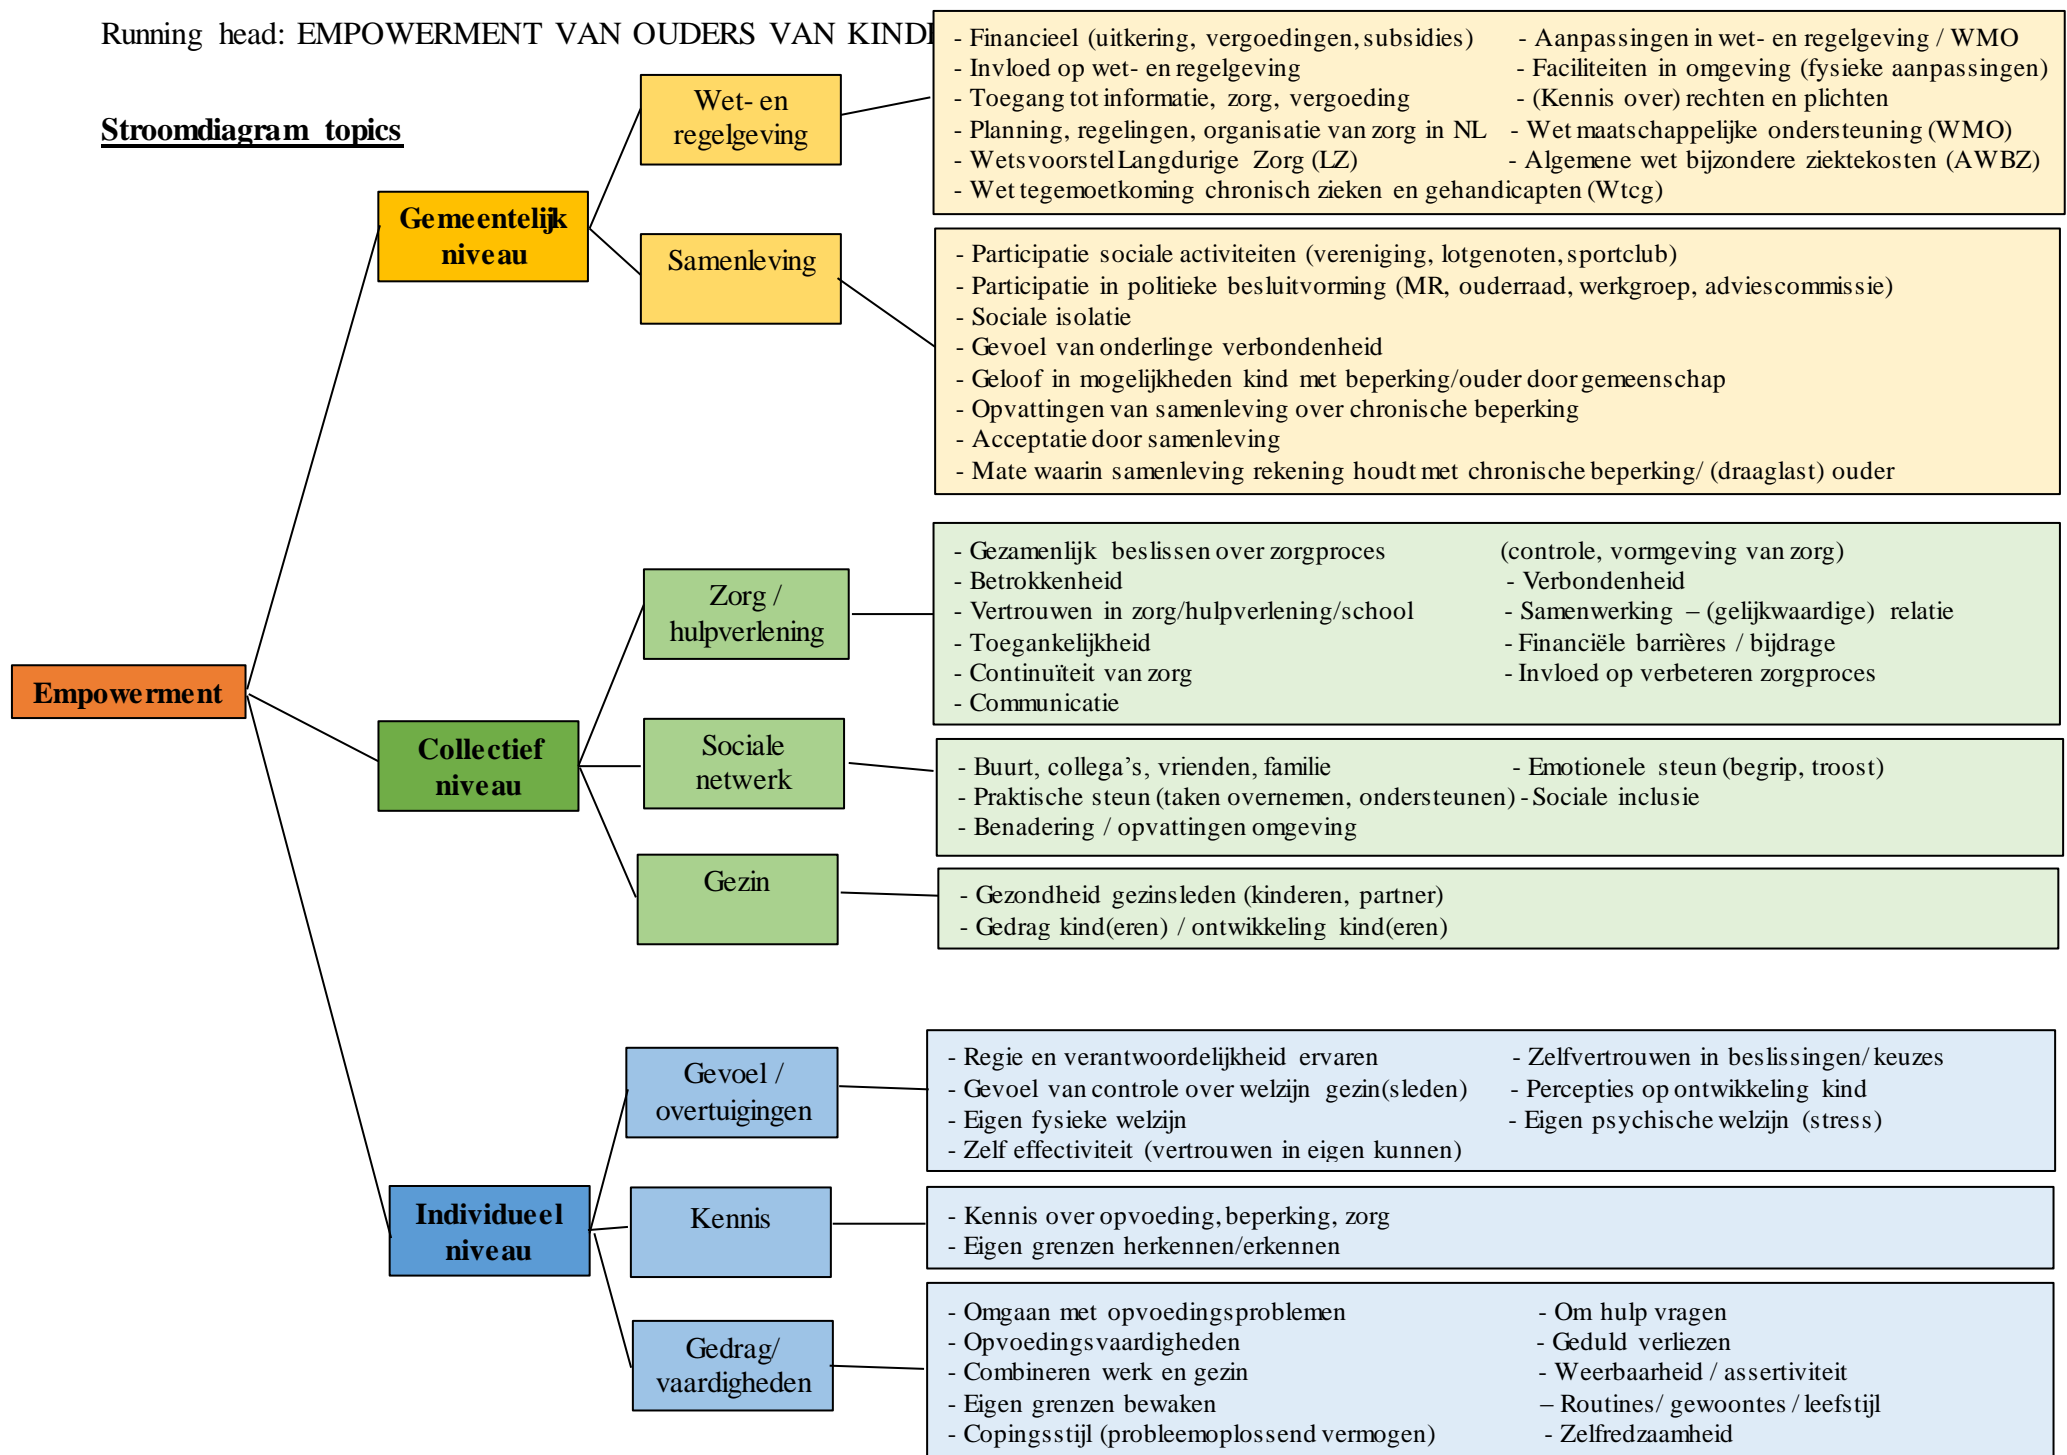 Running head: EMPOWERMENT VAN OUDERS VAN
Stroomdiagram topics
Empowerment
Gemeentelijk
niveau
Wet- en
regelgeving
- Financieel (uitkering, vergoedingen, subsidies) - Aanpassingen in wet- en regelgeving / WMO
- Invloed op wet- en regelgeving - Faciliteiten in omgeving (fysieke aanpassingen)
- Toegang tot informatie, zorg, vergoeding - (Kennis over) rechten en plichten
- Planning, regelingen, organisatie van zorg in NL - Wet maatschappelijke ondersteuning (WMO)
- Wetsvoorstel Langdurige Zorg (LZ) - Algemene wet bijzondere ziektekosten (AWBZ)
- Wet tegemoetkoming chronisch zieken en gehandicapten (Wtcg)
Samenleving
- Participatie sociale activiteiten (vereniging, lotgenoten, sportclub)
- Participatie in politieke besluitvorming (MR, ouderraad, werkgroep, adviescommissie)
- Sociale isolatie
- Gevoel van onderlinge verbondenheid
- Geloof in mogelijkheden kind met beperking/ouder door gemeenschap
- Opvattingen van samenleving over chronische beperking
- Acceptatie door samenleving
- Mate waarin samenleving rekening houdt met chronische beperking/ (draaglast) ouder
Collectief
niveau
Zorg /
hulpverlening
- Gezamenlijk beslissen over zorgproces (controle, vormgeving van zorg)
- Betrokkenheid - Verbondenheid
- Vertrouwen in zorg/hulpverlening/school - Samenwerking – (gelijkwaardige) relatie
- Toegankelijkheid - Financiële barrières / bijdrage
- Continuïteit van zorg - Invloed op verbeteren zorgproces
- Communicatie
Sociale
netwerk
- Buurt, collega’s, vrienden, familie - Emotionele steun (begrip, troost)
- Praktische steun (taken overnemen, ondersteunen) - Sociale inclusie
- Benadering / opvattingen omgeving
Gezin
- Gezondheid gezinsleden (kinderen, partner)
- Gedrag kind(eren) / ontwikkeling kind(eren)
Individueel
niveau
Gevoel /
overtuigingen
- Regie en verantwoordelijkheid ervaren - Zelfvertrouwen in beslissingen/ keuzes
- Gevoel van controle over welzijn gezin(sleden) - Percepties op ontwikkeling kind
- Eigen fysieke welzijn - Eigen psychische welzijn (stress)
- Zelf effectiviteit (vertrouwen in eigen kunnen)
Kennis
- Kennis over opvoeding, beperking, zorg
- Eigen grenzen herkennen/erkennen
Gedrag/
vaardigheden
- Omgaan met opvoedingsproblemen - Om hulp vragen
- Opvoedingsvaardigheden - Geduld verliezen
- Combineren werk en gezin - Weerbaarheid / assertiviteit
- Eigen grenzen bewaken – Routines/ gewoontes / leefstijl
- Copingsstijl (probleemoplossend vermogen) - Zelfredzaamheid